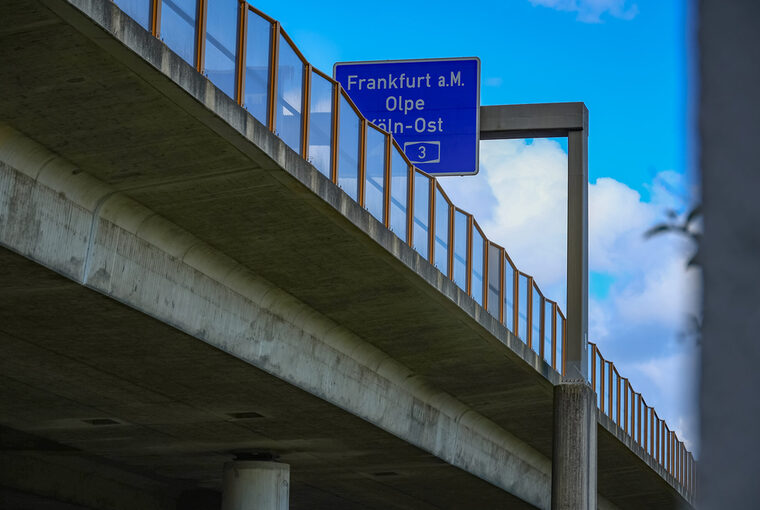 Frankfurt a.M.
Olpe
Köln-Ost
3